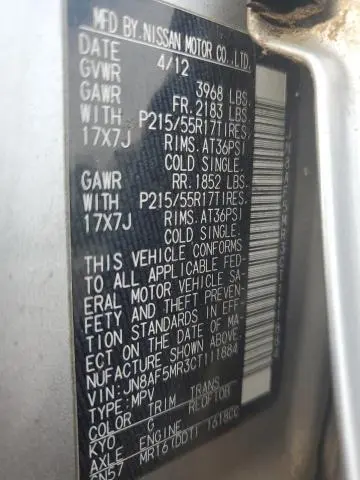 MFD BY. NISSAN MOTOR CO., LTD.
DATE 4/12
GVWR 3968 LBS.
GAWR FR. 2183 LBS.
WITH P215/55R17TIRES.
17X7J RIMS. AT36PSI
COLD SINGLE.
GAWR RR. 1852 LBS.
WITH P215/55R17TIRES.
17X7J RIMS. AT36PSI
COLD SINGLE.
THIS VEHICLE CONFORMS
TO ALL APPLICABLE FED-
ERAL MOTOR VEHICLE SA-
FETY AND THEFT PREVEN-
TION STANDARDS IN EFF-
ECT ON THE DATE OF MA-
NUFACTURE SHOWN ABOVE.
VIN:JN8AF5MR3CT111884
TYPE:MPV
COLOR TRIM TRANS
KY0 G RE0F10B
AXLE ENGINE
GN57 MR16(DDT) 1618CC